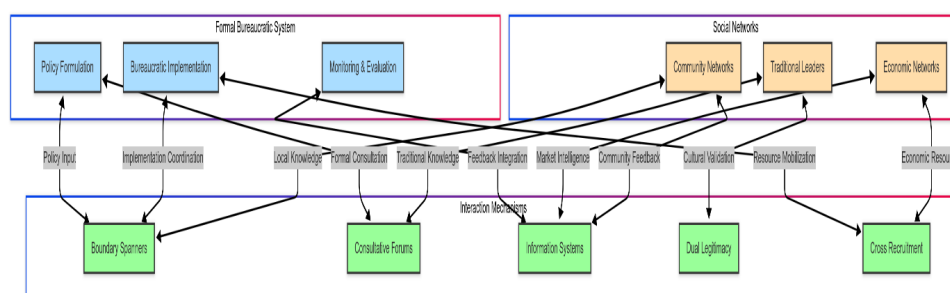 Formal Bureaucratic System
Social Networks
Policy Formulation
Bureaucratic Implementation
Monitoring & Evaluation
Community Networks
Traditional Leaders
Economic Networks
Policy Input
Implementation Coordination
Local Knowledge
Formal Consultation
Traditional Knowledge
Feedback Integration
Market Intelligence
Community Feedback
Cultural Validation
Resource Mobilization
Economic Resou
Interaction Mechanisms
Boundary Spanners
Consultative Forums
Information Systems
Dual Legitimacy
Cross Recruitment